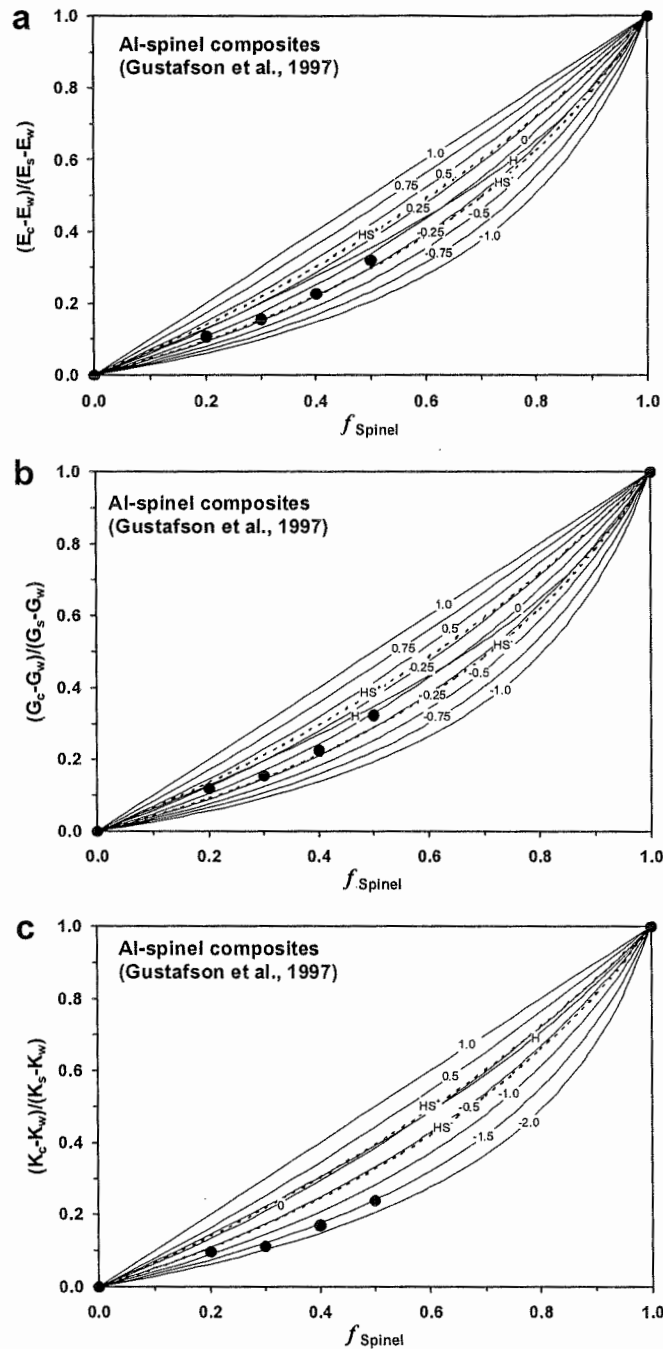 a
Al-spinel composites
(Gustafson et al., 1997)
(Ec-Ew)/(Es-Ew)
1.0
0.8
0.6
0.4
0.2
0.0
1.0
0.75
0.5
0.25
HS
0
H
HS
-0.25
-0.5
-0.75
-1.0
0.0 0.2 0.4 0.6 0.8 1.0
f Spinel
b
Al-spinel composites
(Gustafson et al., 1997)
(Gc-Gw)/(Gs-Gw)
1.0
0.8
0.6
0.4
0.2
0.0
1.0
0.75
0.5
0.25
HS
H
0
HS
-0.25
-0.5
-0.75
-1.0
0.0 0.2 0.4 0.6 0.8 1.0
f Spinel
c
Al-spinel composites
(Gustafson et al., 1997)
(Kc-Kw)/(Ks-Kw)
1.0
0.8
0.6
0.4
0.2
0.0
1.0
0.5
H
HS
HS
0
-0.5
-1.0
-1.5
-2.0
0.0 0.2 0.4 0.6 0.8 1.0
f Spinel